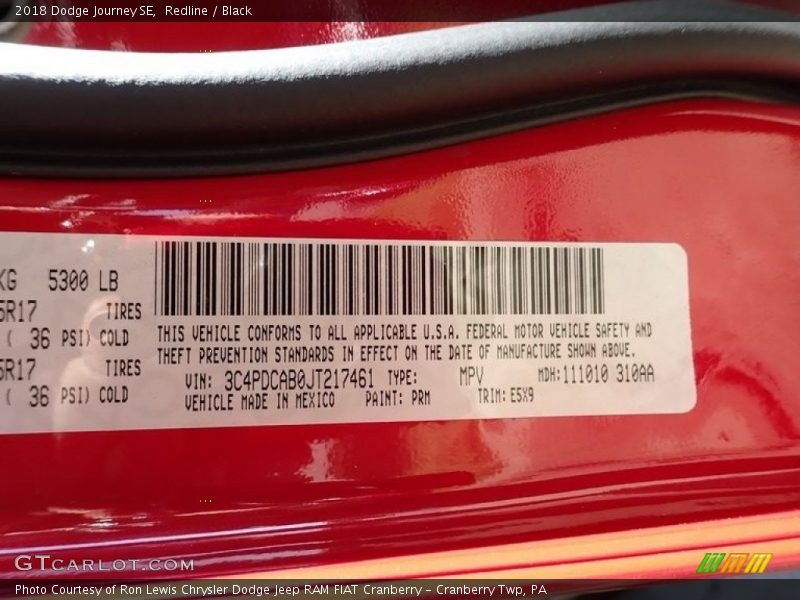 2018 Dodge Journey SE,  Redline / Black
KG 5300 LB
5R17 TIRES
( 36 PSI) COLD
5R17 TIRES
( 36 PSI) COLD
THIS VEHICLE CONFORMS TO ALL APPLICABLE U.S.A. FEDERAL MOTOR VEHICLE SAFETY AND
THEFT PREVENTION STANDARDS IN EFFECT ON THE DATE OF MANUFACTURE SHOWN ABOVE.
VIN: 3C4PDCAB0JT217461 TYPE: MPV MDH:111010 310AA
VEHICLE MADE IN MEXICO PAINT: PRM TRIM:E5X9
GTCARLOT.COM
Photo Courtesy of Ron Lewis Chrysler Dodge Jeep RAM FIAT Cranberry – Cranberry Twp, PA